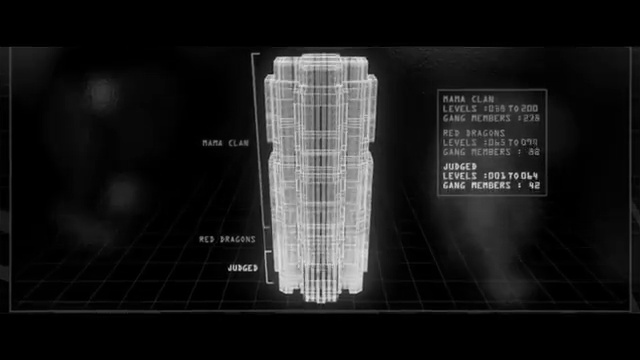 MAMA CLAN
LEVELS :098 TO 200
GANG MEMBERS :278
RED DRAGONS
LEVELS :065 TO 097
GANG MEMBERS : 82
JUDGED
LEVELS :001 TO 064
GANG MEMBERS : 42
MAMA CLAN
RED DRAGONS
JUDGED